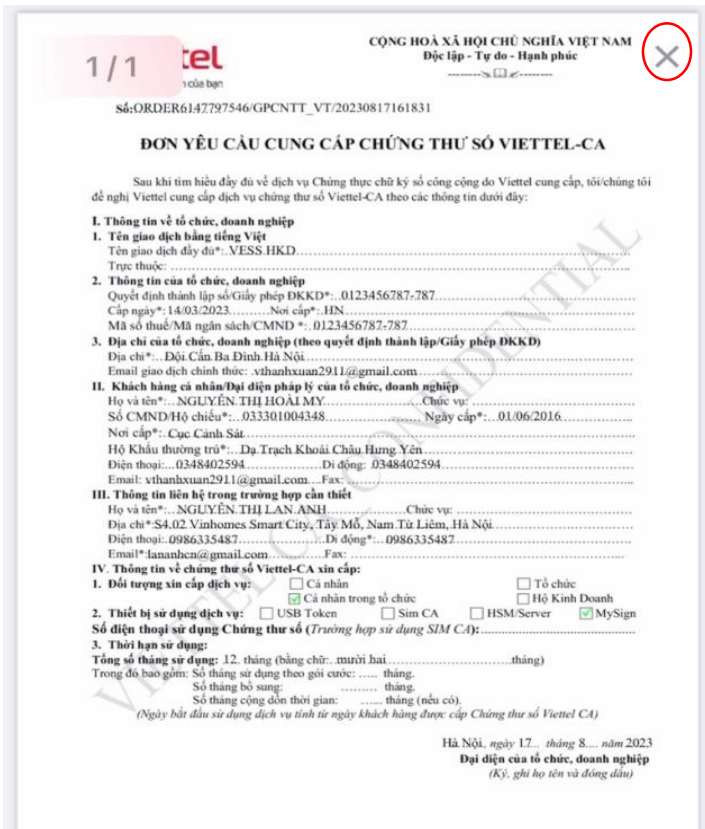 1/1
tel
n của bạn
CỘNG HOÀ XÃ HỘI CHỦ NGHĨA VIỆT NAM
Độc lập - Tự do - Hạnh phúc
Số:ORDER6147797546/GPCNTT_VT/20230817161831
ĐƠN YÊU CẦU CUNG CẤP CHỨNG THƯ SỐ VIETTEL-CA
Sau khi tìm hiểu đầy đủ về dịch vụ Chứng thực chữ ký số công cộng do Viettel cung cấp, tôi/chúng tôi
đề nghị Viettel cung cấp dịch vụ chứng thư số Viettel-CA theo các thông tin dưới đây:
I. Thông tin về tổ chức, doanh nghiệp
1. Tên giao dịch bằng tiếng Việt
Tên giao dịch đầy đủ*: VESS HKD
Trực thuộc:
2. Thông tin của tổ chức, doanh nghiệp
Quyết định thành lập số/Giấy phép ĐKKD*: 0123456787-787
Cấp ngày*: 14/03/2023 Nơi cấp*: HN
Mã số thuế/Mã ngân sách/CMND *: 0123456787-787
3. Địa chỉ của tổ chức, doanh nghiệp (theo quyết định thành lập/Giấy phép ĐKKD)
Địa chỉ*: Đội Cấn Ba Đình Hà Nội
Email giao dịch chính thức: vthanhxuan2911@gmail.com
II. Khách hàng cá nhân/Đại diện pháp lý của tổ chức, doanh nghiệp
Họ và tên*: NGUYỄN THỊ HOÀI MY Chức vụ:
Số CMND/Hộ chiếu*: 033301004348 Ngày cấp*: 01/06/2016
Nơi cấp*: Cục Cảnh Sát
Hộ Khẩu thường trú*: Dạ Trạch Khoái Châu Hưng Yên
Điện thoại: 0348402594 Di động: 0348402594
Email: vthanhxuan2911@gmail.com Fax:
III. Thông tin liên hệ trong trường hợp cần thiết
Họ và tên*: NGUYỄN THỊ LAN ANH Chức vụ:
Địa chỉ*:S4.02 Vinhomes Smart City, Tây Mỗ, Nam Từ Liêm, Hà Nội
Điện thoại: 0986335487 Di động*: 0986335487
Email*:lananhcn@gmail.com Fax:
IV. Thông tin về chứng thư số Viettel-CA xin cấp:
1. Đối tượng xin cấp dịch vụ: Cá nhân Tổ chức
Cá nhân trong tổ chức Hộ Kinh Doanh
2. Thiết bị sử dụng dịch vụ: USB Token Sim CA HSM/Server MySign
Số điện thoại sử dụng Chứng thư số (Trường hợp sử dụng SIM CA):
3. Thời hạn sử dụng:
Tổng số tháng sử dụng: 12 tháng (bằng chữ: mười hai tháng)
Trong đó bao gồm: Số tháng sử dụng theo gói cước: ..... tháng.
Số tháng bổ sung: ......... tháng.
Số tháng cộng dồn thời gian: ...... tháng (nếu có).
(Ngày bắt đầu sử dụng dịch vụ tính từ ngày khách hàng được cấp Chứng thư số Viettel CA)
Hà Nội, ngày 17... tháng 8.... năm 2023
Đại diện của tổ chức, doanh nghiệp
(Ký, ghi họ tên và đóng dấu)
VIETTEL-CA CONFIDENTIAL